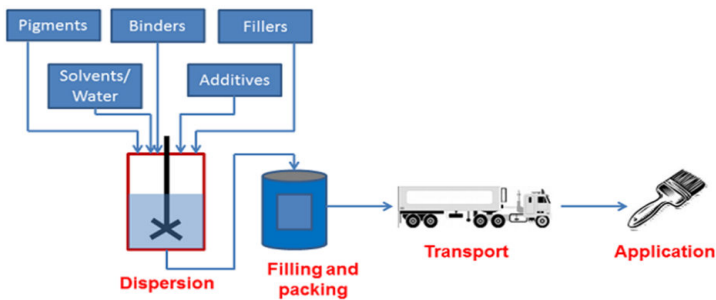 Pigments
Binders
Fillers
Solvents/
Water
Additives
Dispersion
Filling and
packing
Transport
Application